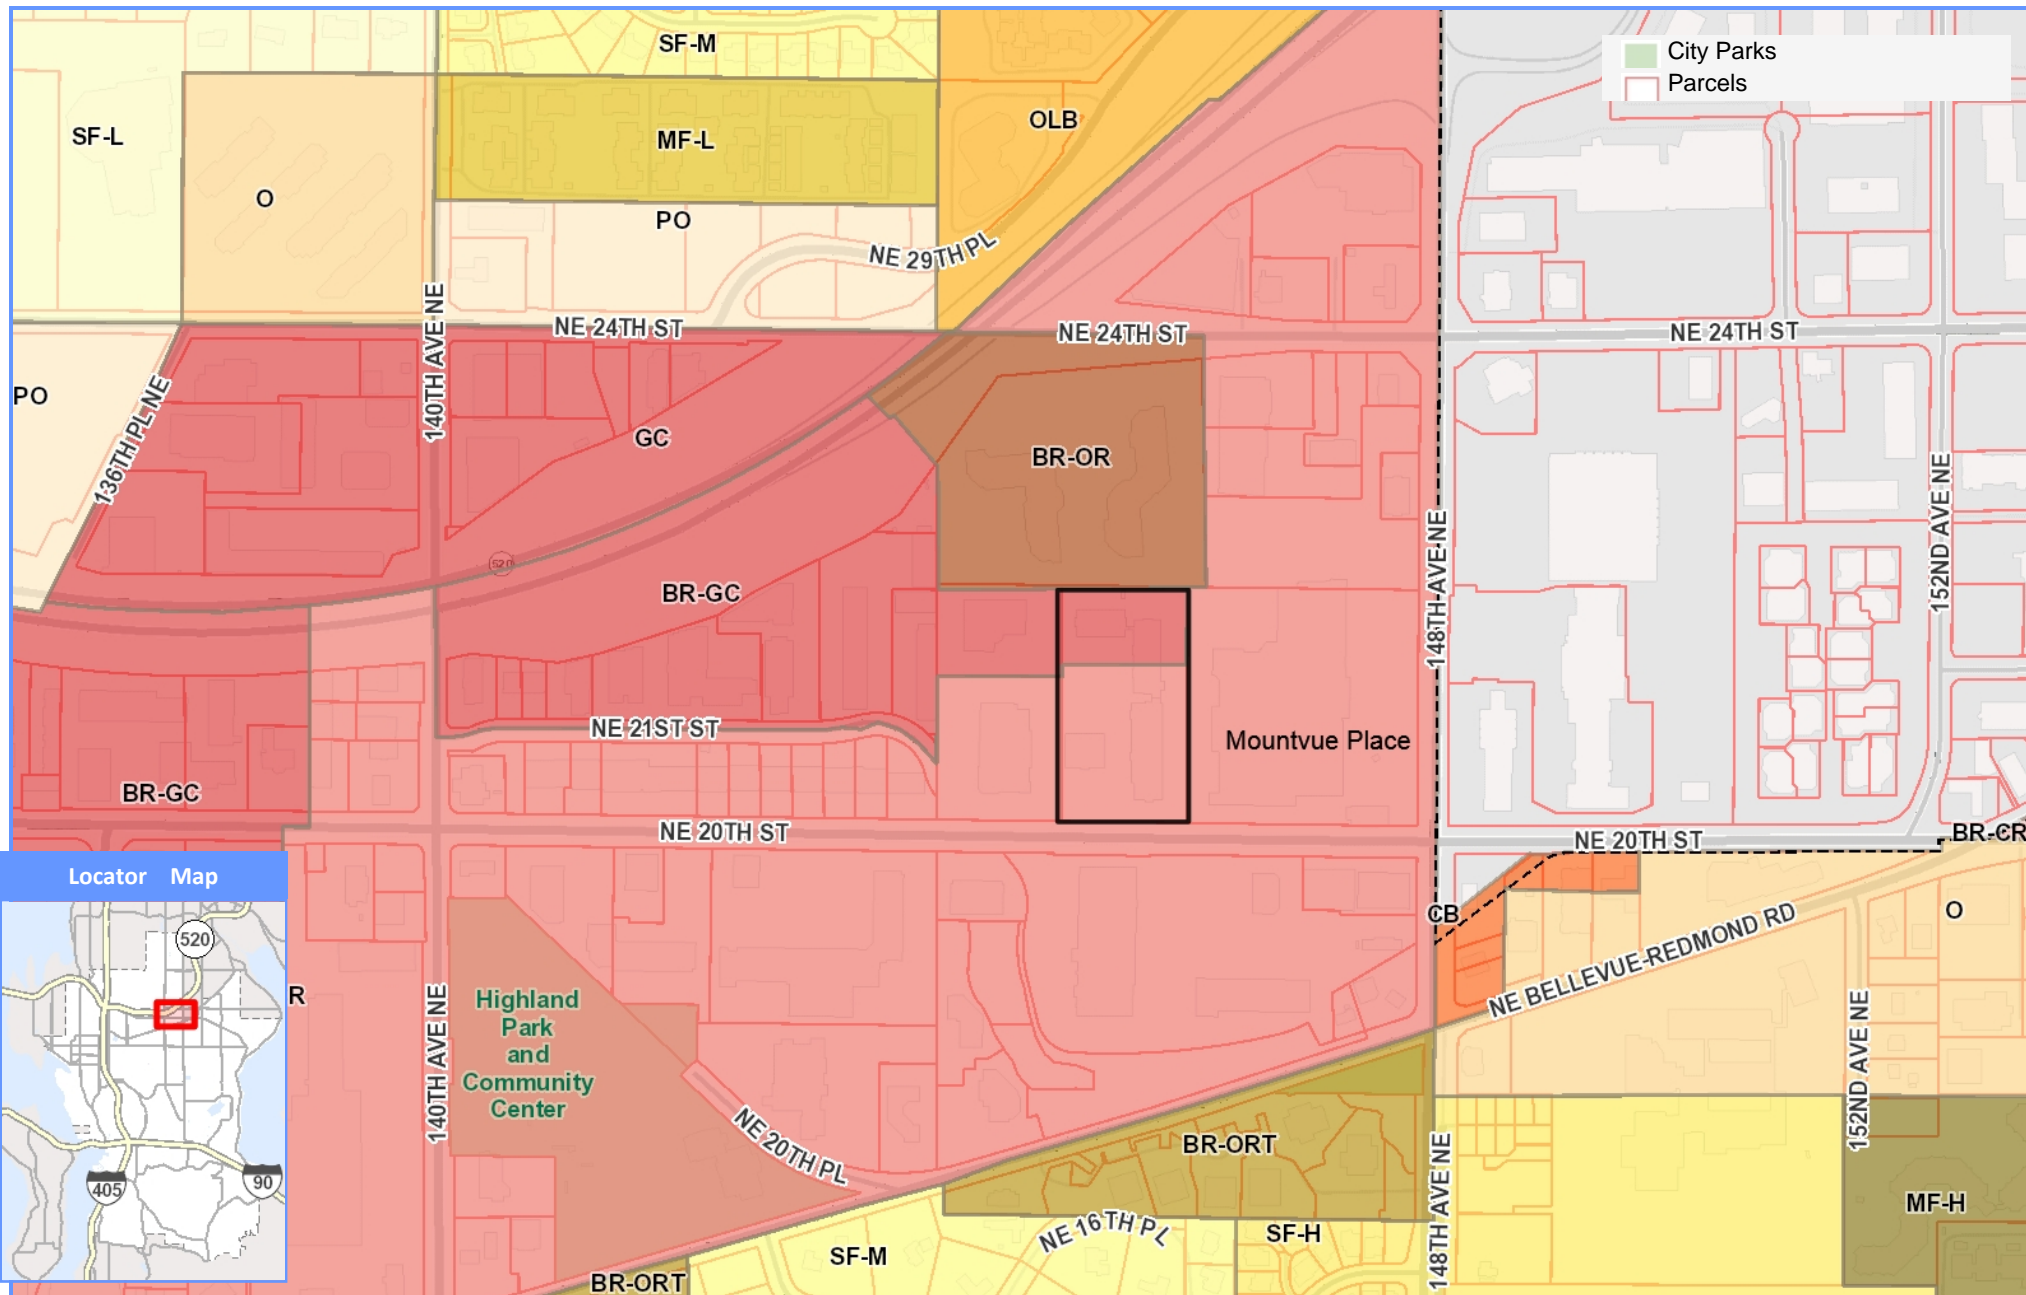 SF-M
City Parks
Parcels
SF-L
MF-L
OLB
O
PO
NE 29TH PL
NE 24TH ST
NE 24TH ST
NE 24TH ST
140TH AVE NE
PO
136TH PL NE
GC
BR-OR
520
BR-GC
148TH AVE NE
152ND AVE NE
NE 21ST ST
Mountvue Place
BR-GC
NE 20TH ST
NE 20TH ST
BR-CR
Locator Map
CB
O
520
NE BELLEVUE-REDMOND RD
R
Highland
Park
and
Community
Center
140TH AVE NE
152ND AVE NE
NE 20TH PL
BR-ORT
148TH AVE NE
405
90
MF-H
NE 16TH PL
SF-H
SF-M
BR-ORT